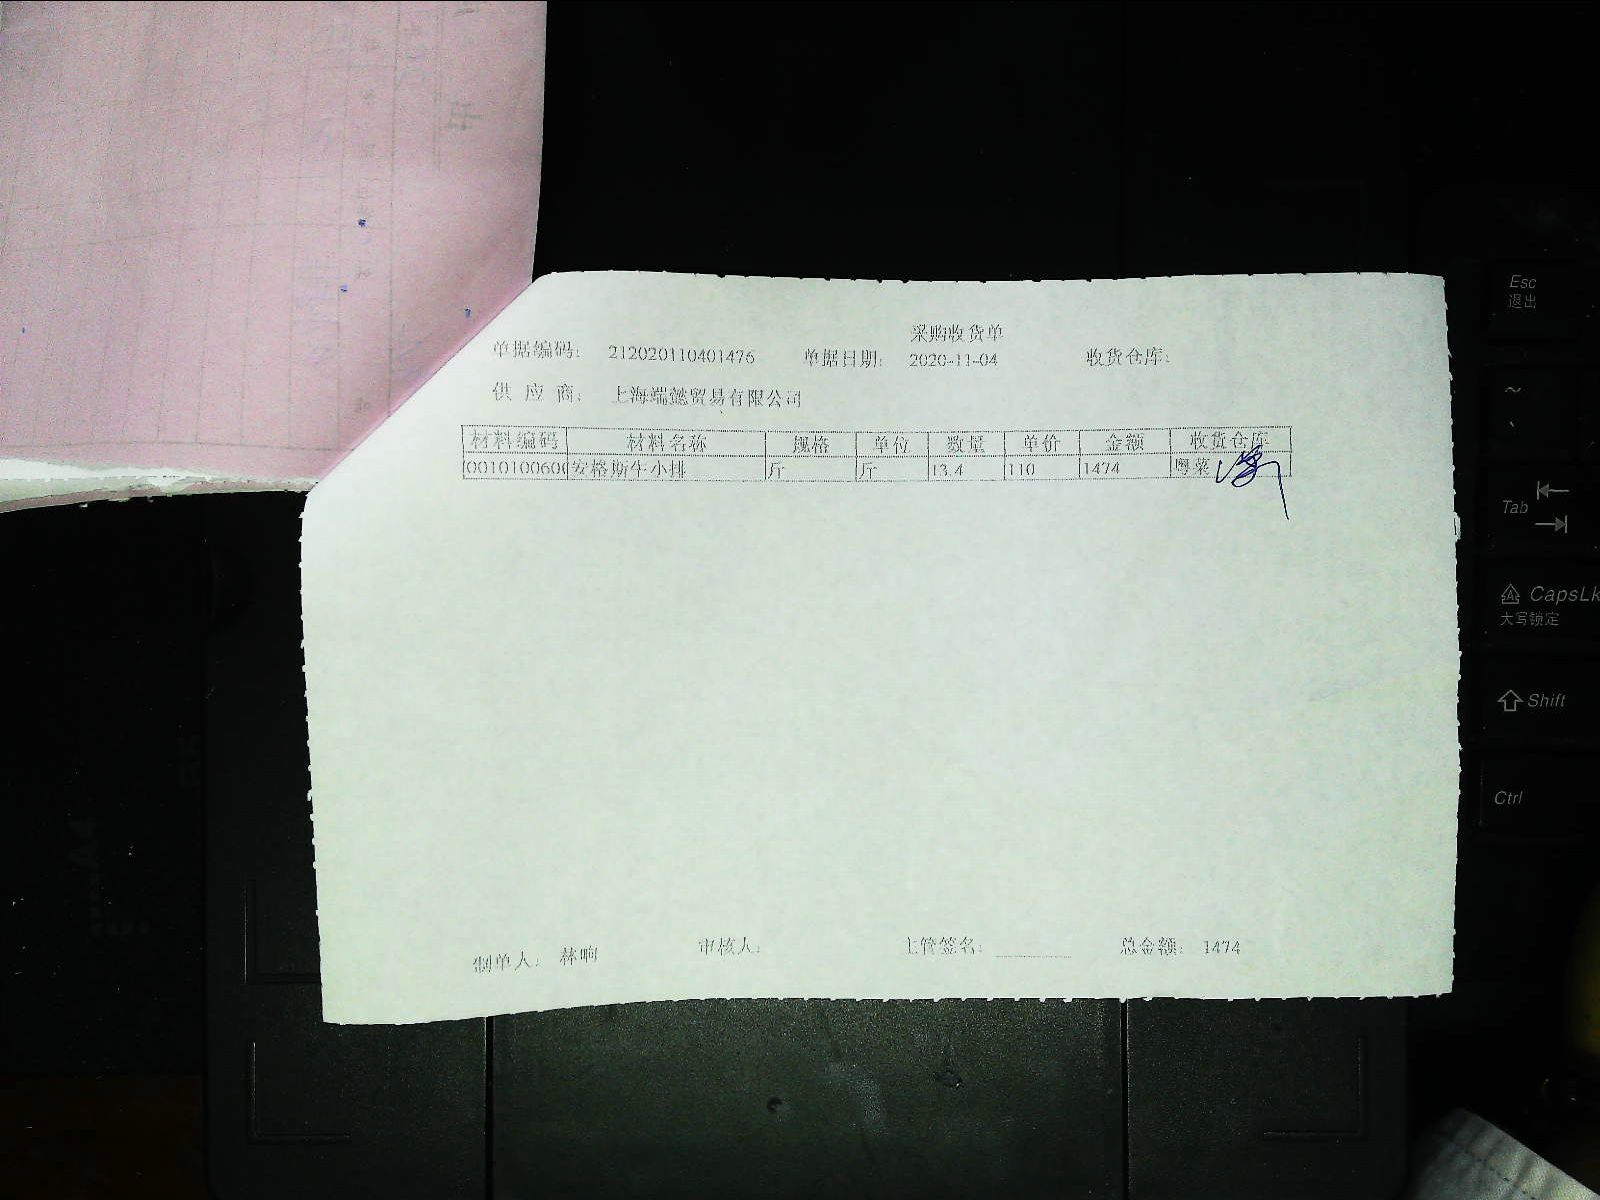 采购收货单
单据编码: 212020110401476 单据日期: 2020-11-04 收货仓库:
供 应 商: 上海端懿贸易有限公司
材料编码 材料名称 规格 单位 数量 单价 金额 收货仓库
0010100600 安格斯牛小排 斤 斤 13.4 110 1474 粤菜
制单人: 林响 审核人: 主管签名: 总金额: 1474
Esc
退出
~
Tab
CapsLk
大写锁定
Shift
Ctrl